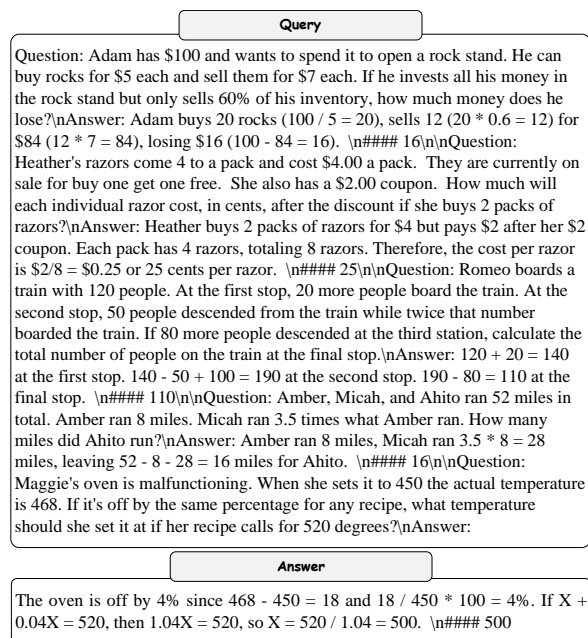 Query
Question: Adam has $100 and wants to spend it to open a rock stand. He can
buy rocks for $5 each and sell them for $7 each. If he invests all his money in
the rock stand but only sells 60% of his inventory, how much money does he
lose?\nAnswer: Adam buys 20 rocks (100 / 5 = 20), sells 12 (20 * 0.6 = 12) for
$84 (12 * 7 = 84), losing $16 (100 - 84 = 16).  \n#### 16\n\nQuestion:
Heather's razors come 4 to a pack and cost $4.00 a pack.  They are currently on
sale for buy one get one free.  She also has a $2.00 coupon.  How much will
each individual razor cost, in cents, after the discount if she buys 2 packs of
razors?\nAnswer: Heather buys 2 packs of razors for $4 but pays $2 after her $2
coupon. Each pack has 4 razors, totaling 8 razors. Therefore, the cost per razor
is $2/8 = $0.25 or 25 cents per razor.  \n#### 25\n\nQuestion: Romeo boards a
train with 120 people. At the first stop, 20 more people board the train. At the
second stop, 50 people descended from the train while twice that number
boarded the train. If 80 more people descended at the third station, calculate the
total number of people on the train at the final stop.\nAnswer: 120 + 20 = 140
at the first stop. 140 - 50 + 100 = 190 at the second stop. 190 - 80 = 110 at the
final stop.  \n#### 110\n\nQuestion: Amber, Micah, and Ahito ran 52 miles in
total. Amber ran 8 miles. Micah ran 3.5 times what Amber ran. How many
miles did Ahito run?\nAnswer: Amber ran 8 miles, Micah ran 3.5 * 8 = 28
miles, leaving 52 - 8 - 28 = 16 miles for Ahito.  \n#### 16\n\nQuestion:
Maggie's oven is malfunctioning. When she sets it to 450 the actual temperature
is 468. If it's off by the same percentage for any recipe, what temperature
should she set it at if her recipe calls for 520 degrees?\nAnswer:
Answer
The oven is off by 4% since 468 - 450 = 18 and 18 / 450 * 100 = 4%. If X +
0.04X = 520, then 1.04X = 520, so X = 520 / 1.04 = 500.  \n#### 500